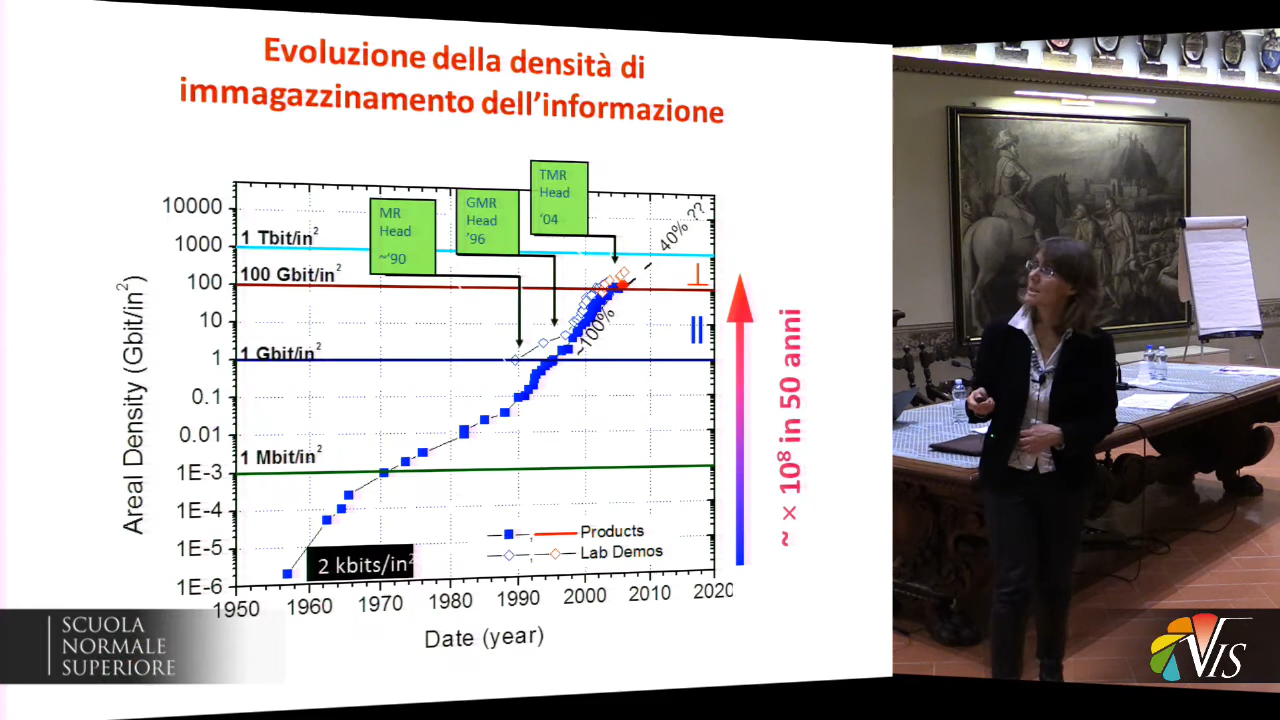 Evoluzione della densità di
immagazzinamento dell'informazione
TMR
Head
'04
GMR
Head
'96
MR
Head
~'90
40% ??
10000
1000
100
10
1
0.1
0.01
1E-3
1E-4
1E-5
1E-6
1 Tbit/in²
100 Gbit/in²
1 Gbit/in²
1 Mbit/in²
⊥
||
~100%
Areal Density (Gbit/in²)
~ × 10⁸ in 50 anni
Products
Lab Demos
2 kbits/in²
1950 1960 1970 1980 1990 2000 2010 2020
Date (year)
SCUOLA
NORMALE
SUPERIORE
VIS